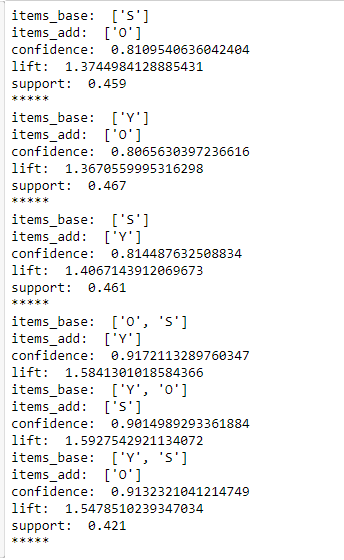 items_base:  ['S']
items_add:  ['O']
confidence:  0.8109540636042404
lift:  1.3744984128885431
support:  0.459
*****
items_base:  ['Y']
items_add:  ['O']
confidence:  0.8065630397236616
lift:  1.3670559995316298
support:  0.467
*****
items_base:  ['S']
items_add:  ['Y']
confidence:  0.814487632508834
lift:  1.4067143912069673
support:  0.461
*****
items_base:  ['O', 'S']
items_add:  ['Y']
confidence:  0.9172113289760347
lift:  1.5841301018584366
items_base:  ['Y', 'O']
items_add:  ['S']
confidence:  0.9014989293361884
lift:  1.5927542921134072
items_base:  ['Y', 'S']
items_add:  ['O']
confidence:  0.9132321041214749
lift:  1.5478510239347034
support:  0.421
*****